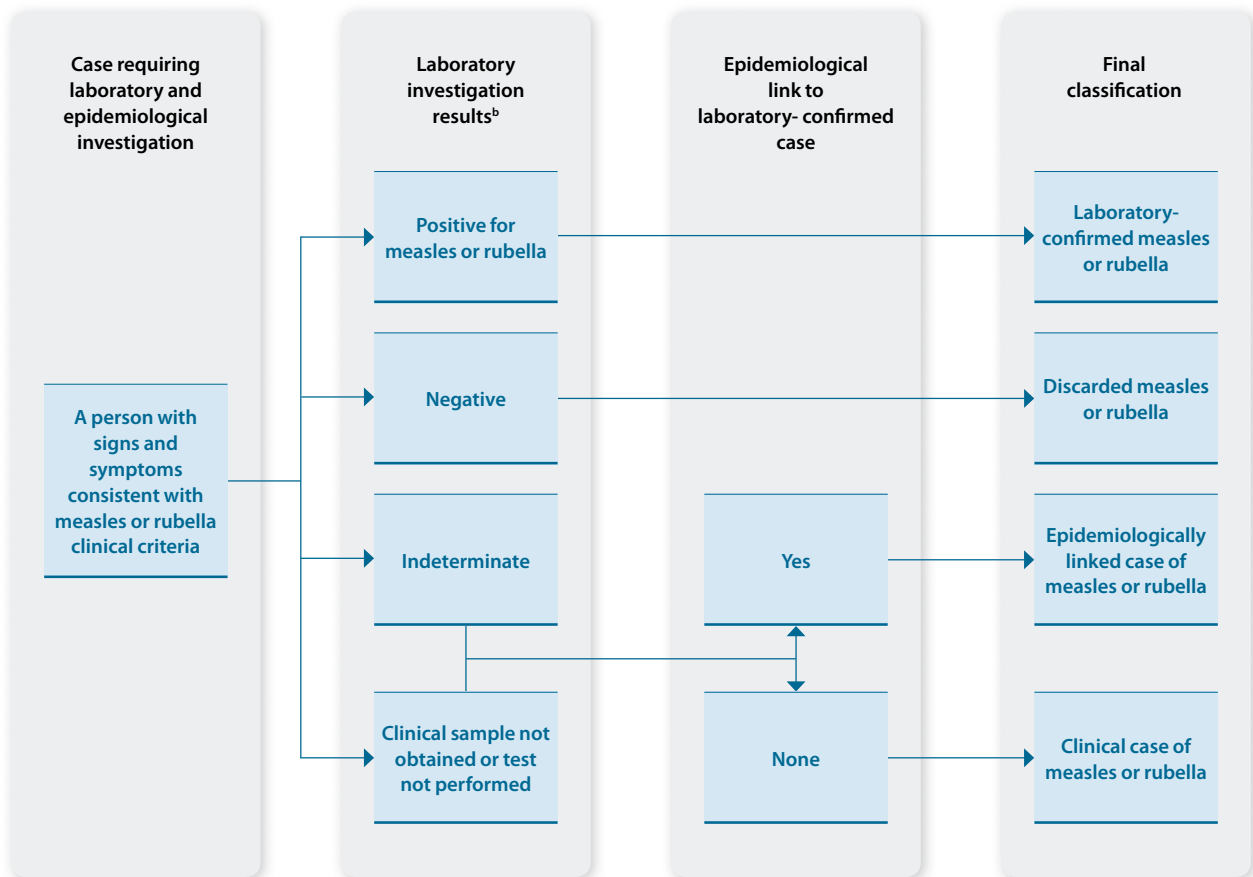 Case requiring
laboratory and
epidemiological
investigation
Laboratory
investigation
resultsᵇ
Epidemiological
link to
laboratory- confirmed
case
Final
classification
A person with
signs and
symptoms
consistent with
measles or rubella
clinical criteria
Positive for
measles or rubella
Negative
Indeterminate
Clinical sample not
obtained or test
not performed
Yes
None
Laboratory-
confirmed measles
or rubella
Discarded measles
or rubella
Epidemiologically
linked case of
measles or rubella
Clinical case of
measles or rubella